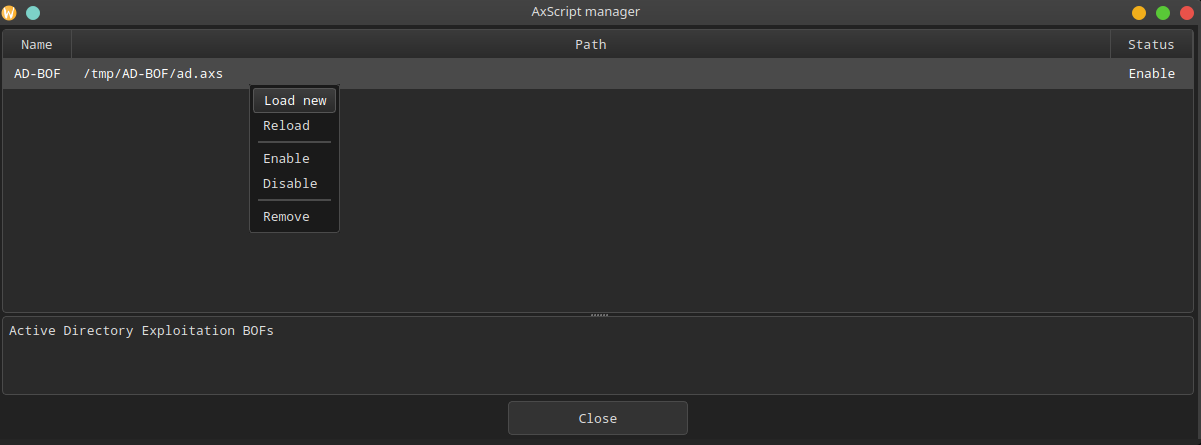 AxScript manager
Name Path Status
AD-BOF /tmp/AD-BOF/ad.axs Enable
Load new
Reload
Enable
Disable
Remove
Active Directory Exploitation BOFs
Close